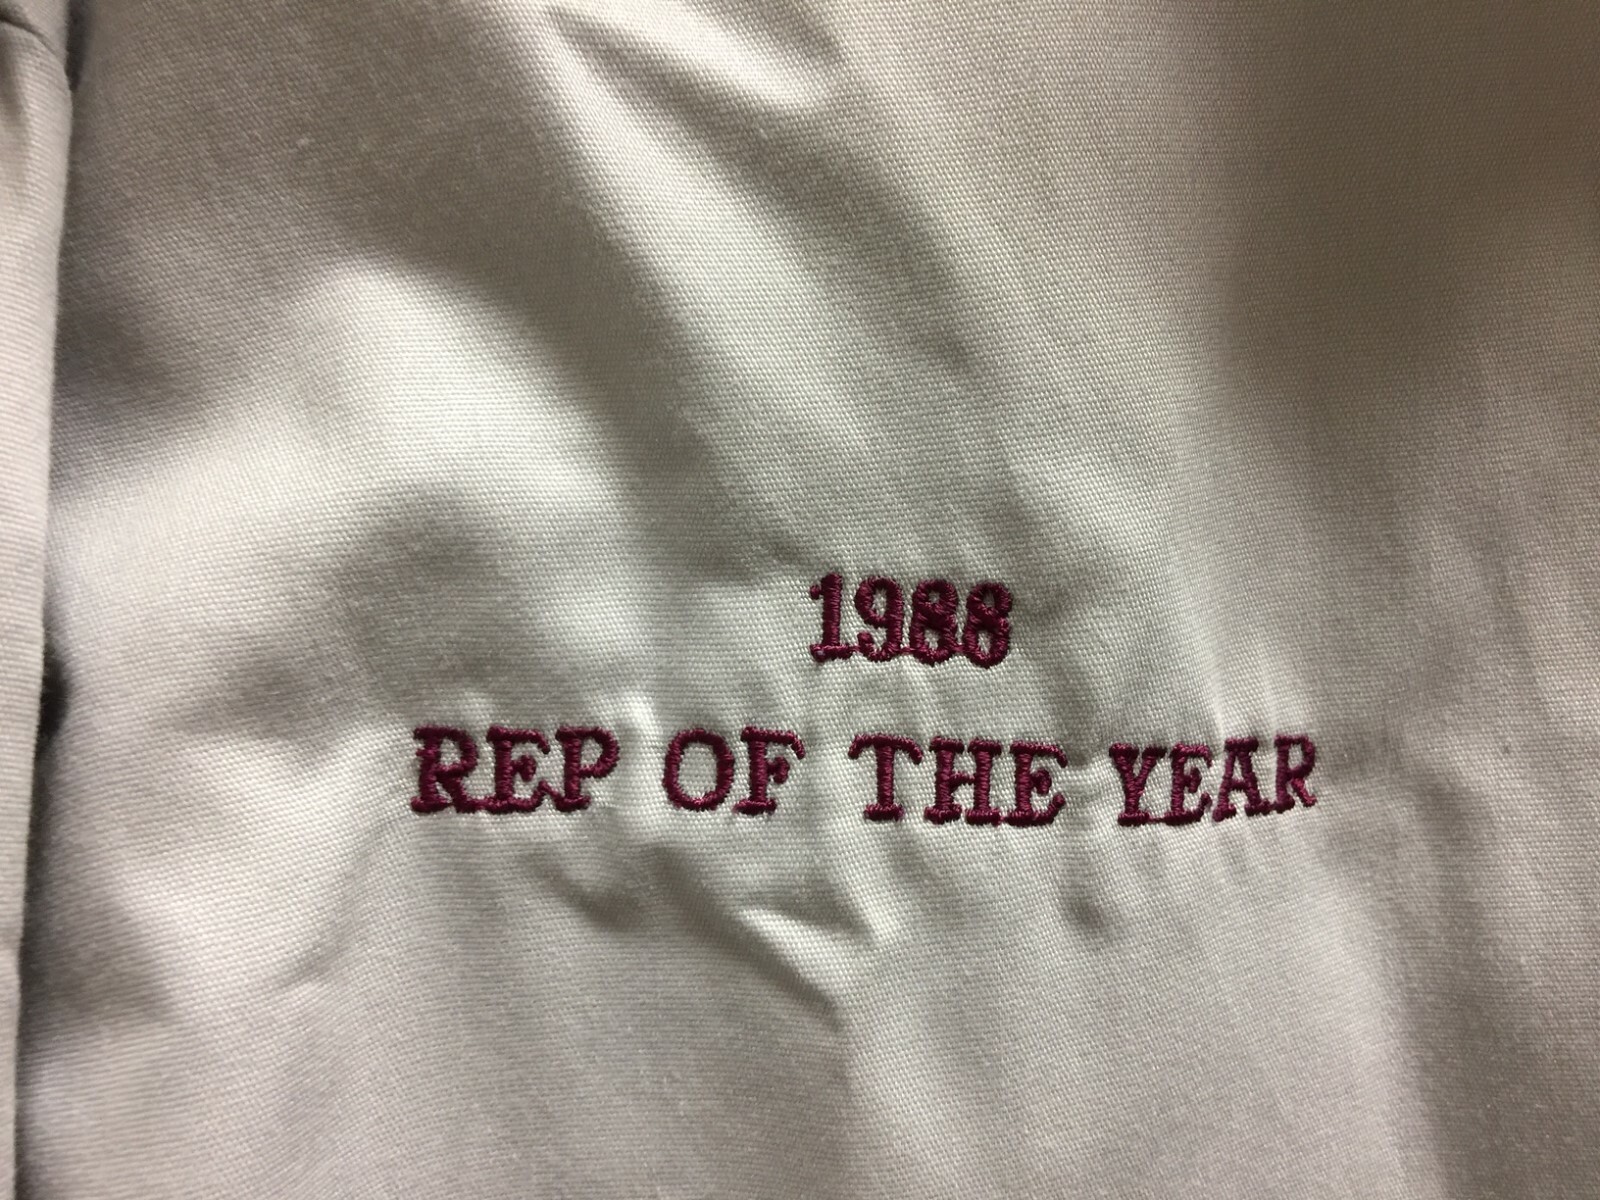 1988
REP OF THE YEAR